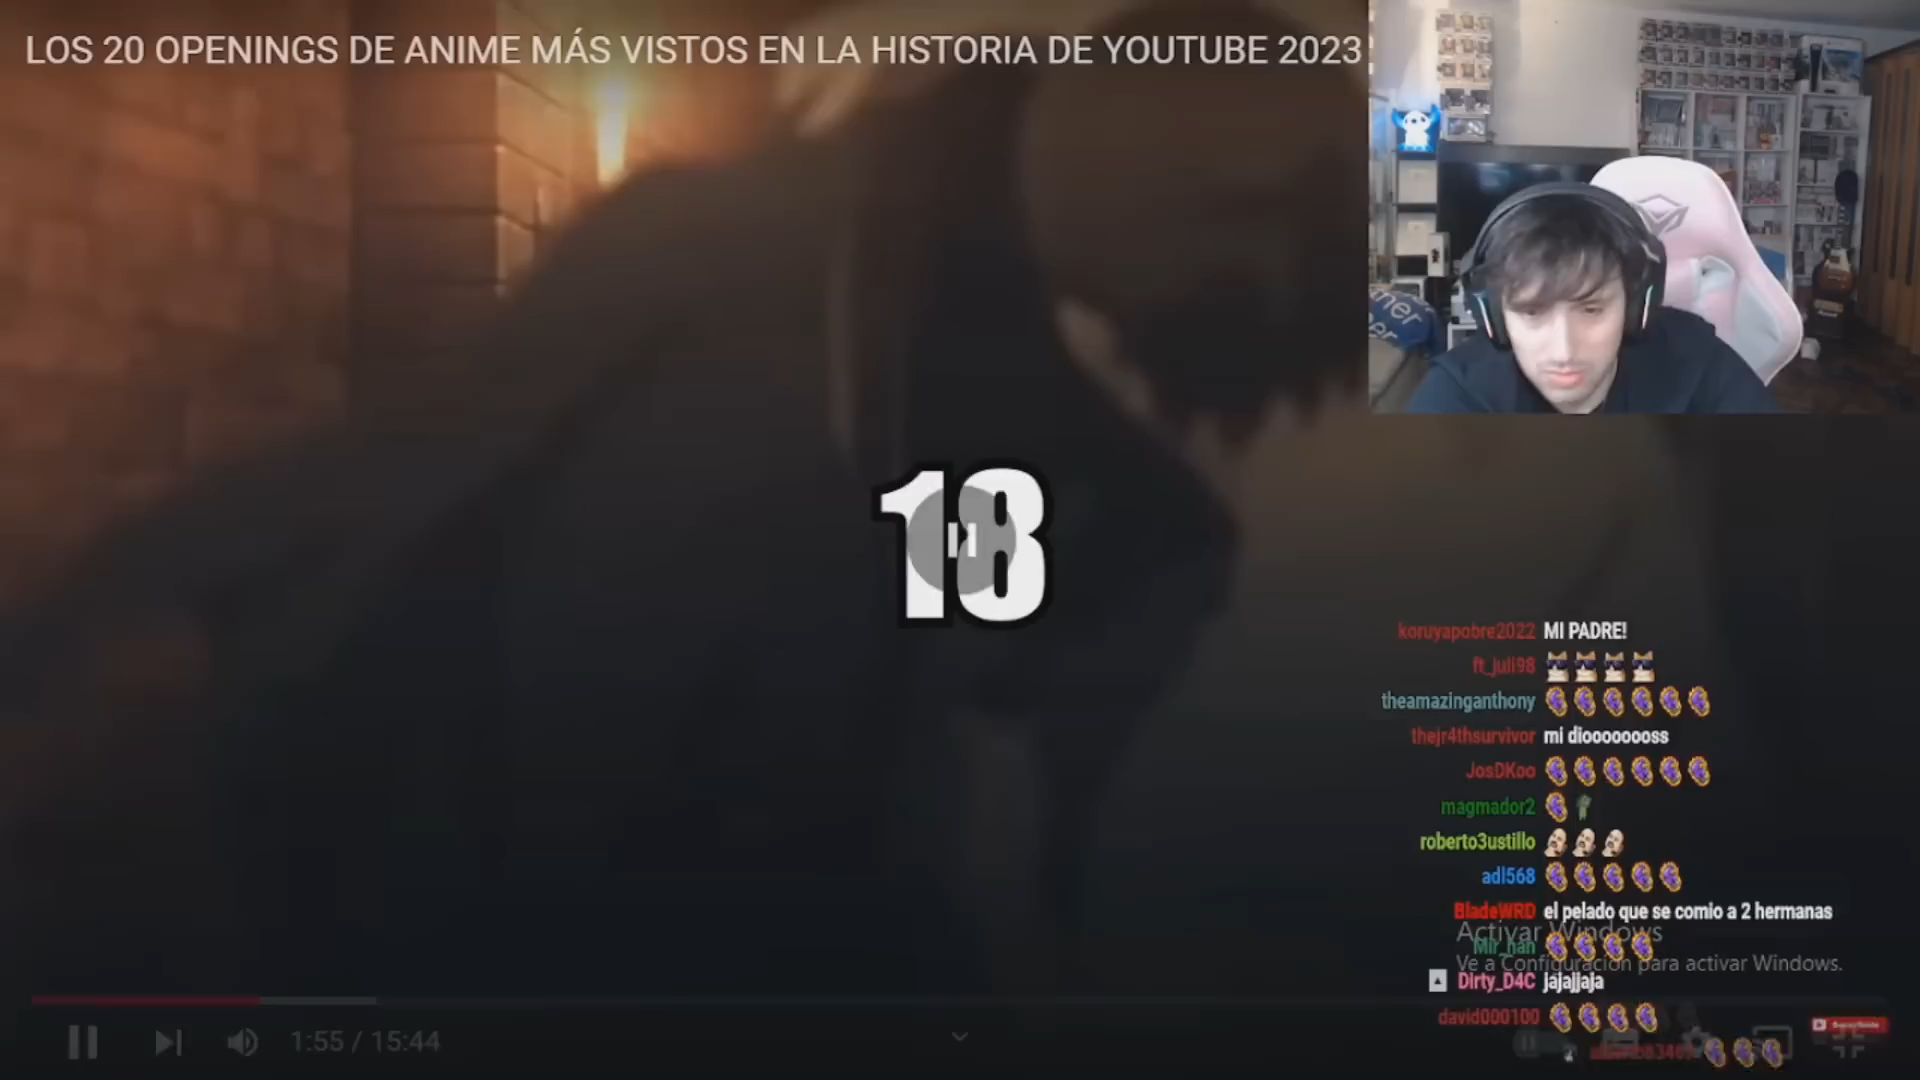 LOS 20 OPENINGS DE ANIME MÁS VISTOS EN LA HISTORIA DE YOUTUBE 2023
18
koruyapobre2022 MI PADRE!
ft_juli98
theamazinganthony
thejr4thsurvivor mi diooooooooss
JosDKoo
magmador2
roberto3ustillo
adl568
BladeWRD el pelado que se comio a 2 hermanas
Activar Windows
Mir_han
Ve a Configuración para activar Windows.
Dirty_D4C jajajjaja
david000100
1:55 / 15:44